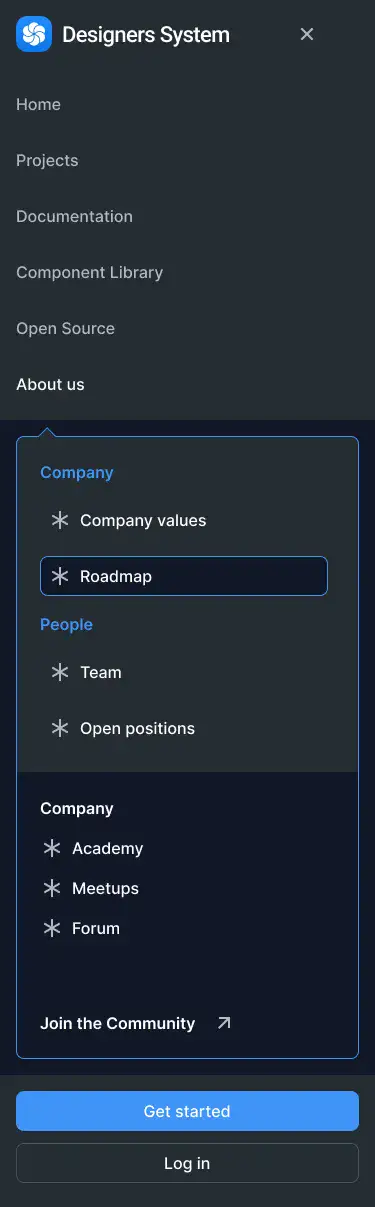 Designers System
Home
Projects
Documentation
Component Library
Open Source
About us
Company
Company values
Roadmap
People
Team
Open positions
Company
Academy
Meetups
Forum
Join the Community
Get started
Log in